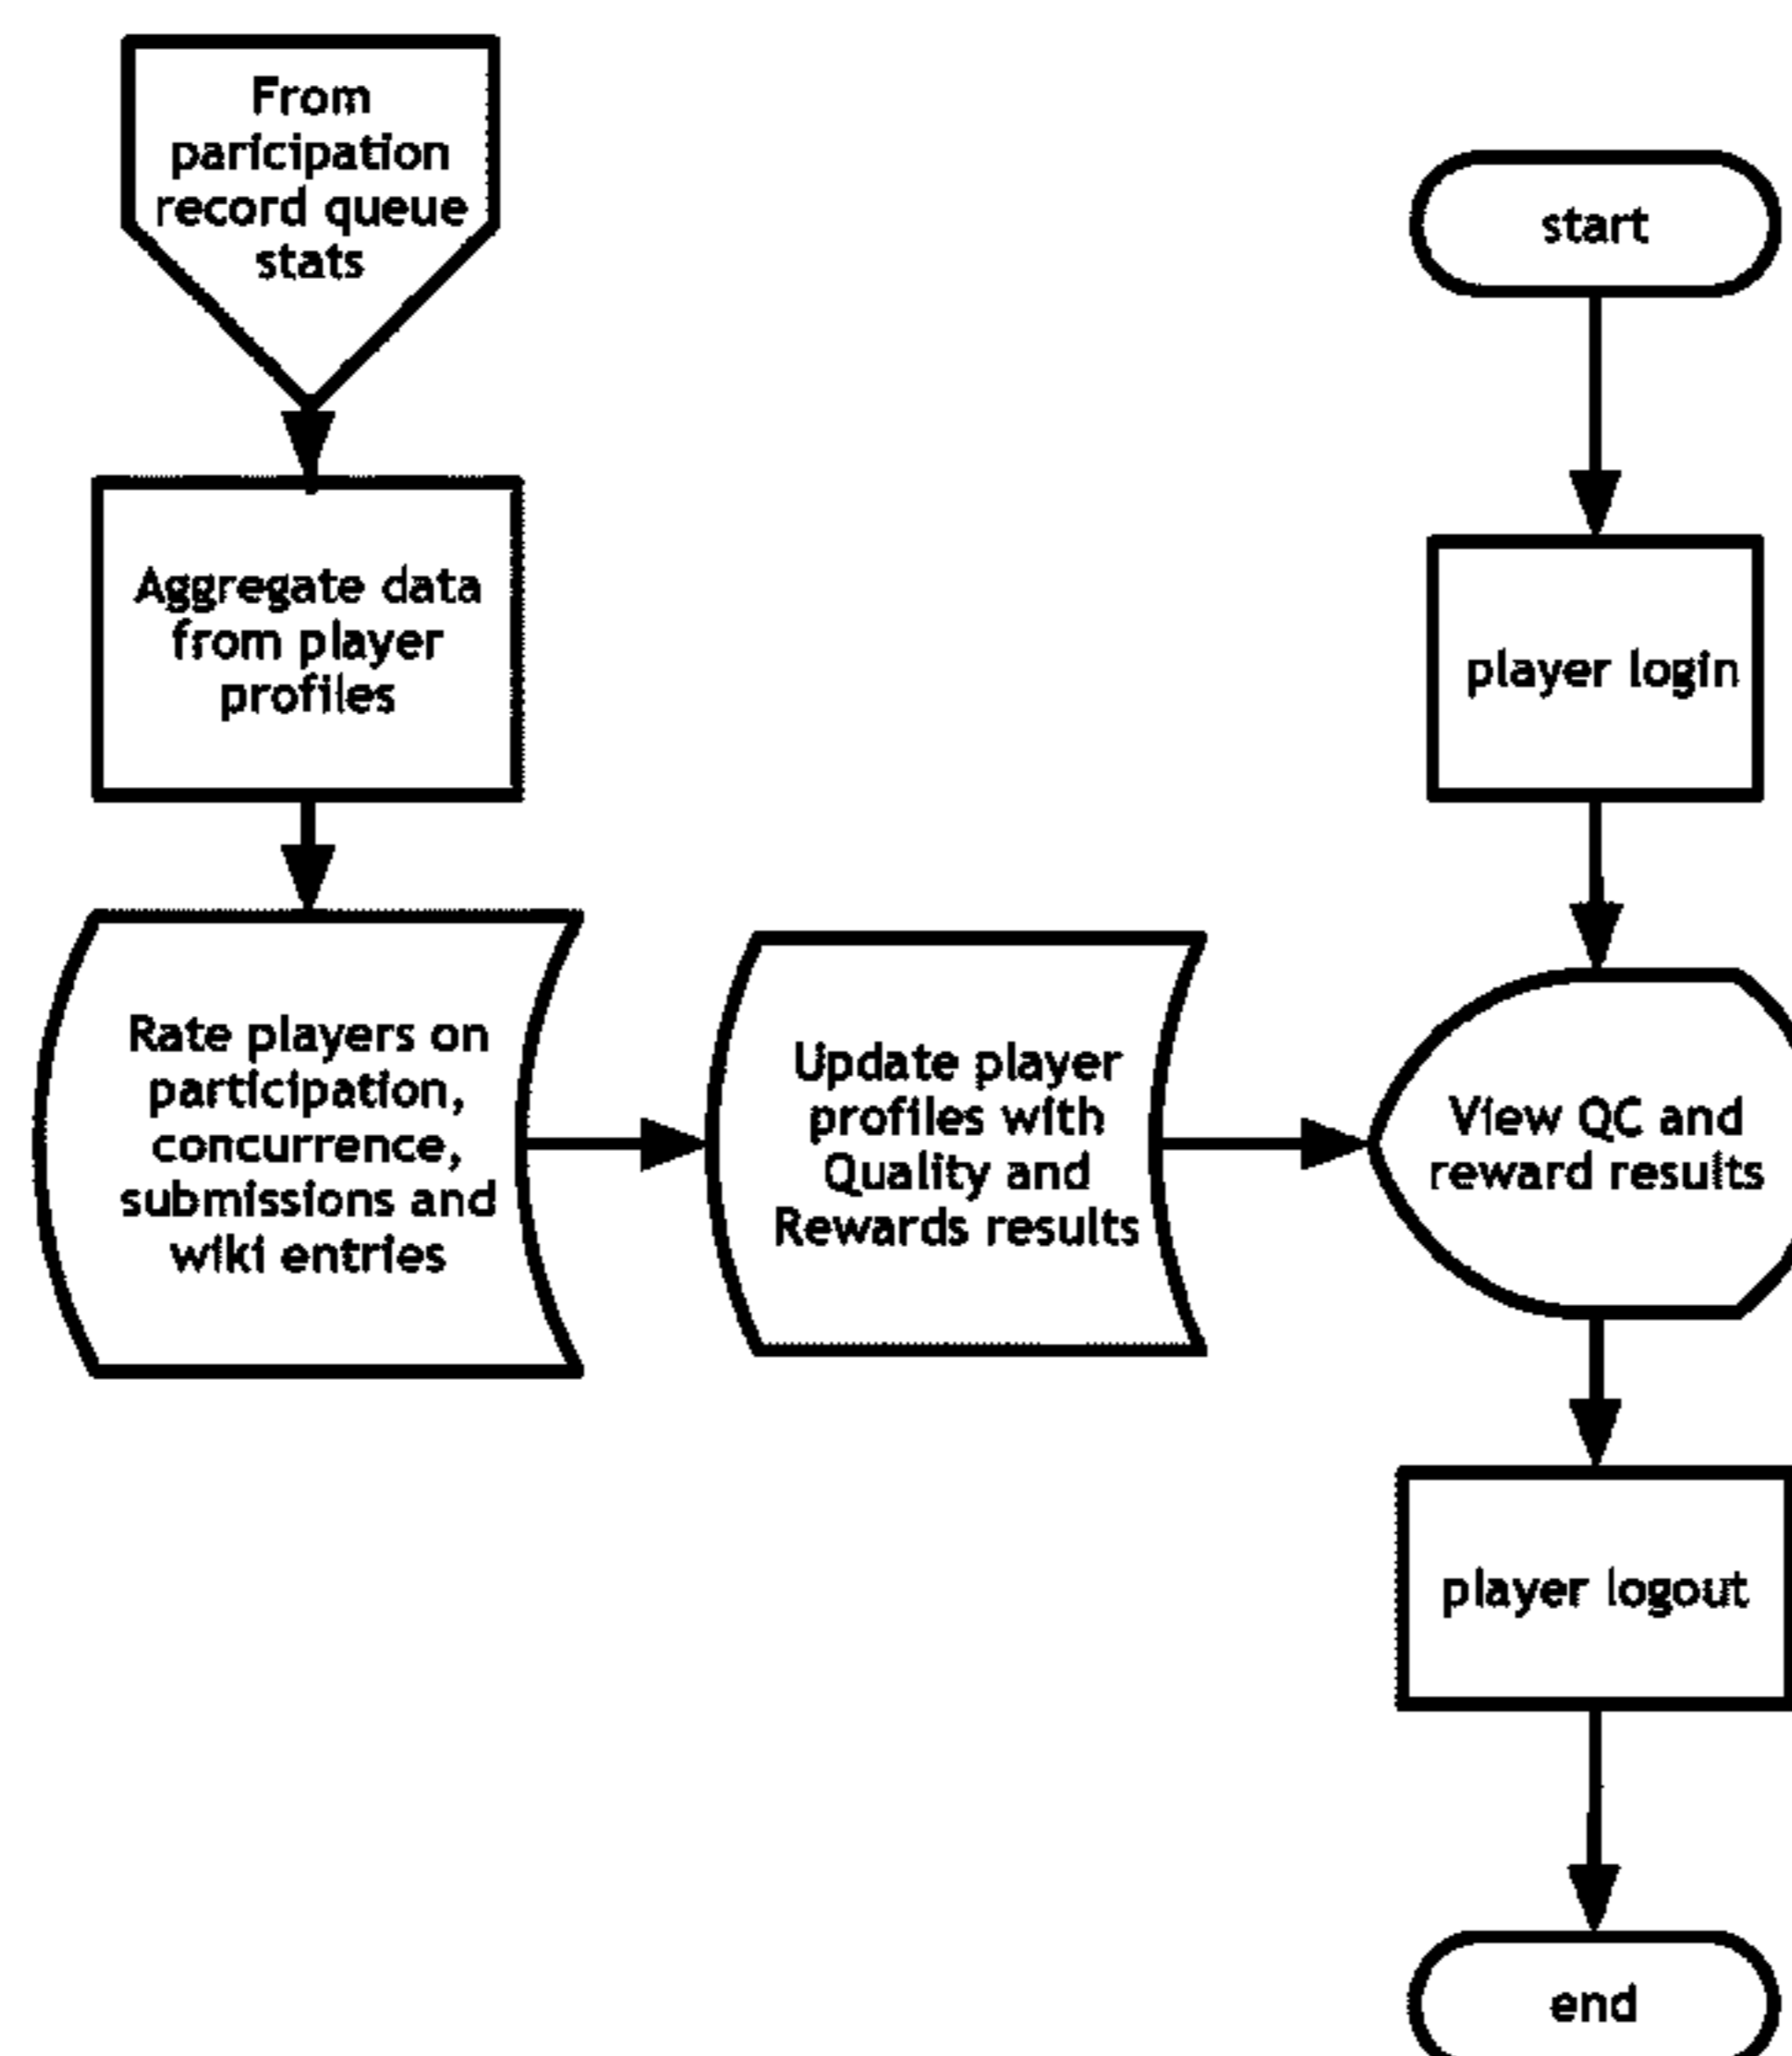 From
paricipation
record queue
stats
Aggregate data
from player
profiles
Rate players on
participation,
concurrence,
submissions and
wiki entries
Update player
profiles with
Quality and
Rewards results
start
player login
View QC and
reward results
player logout
end